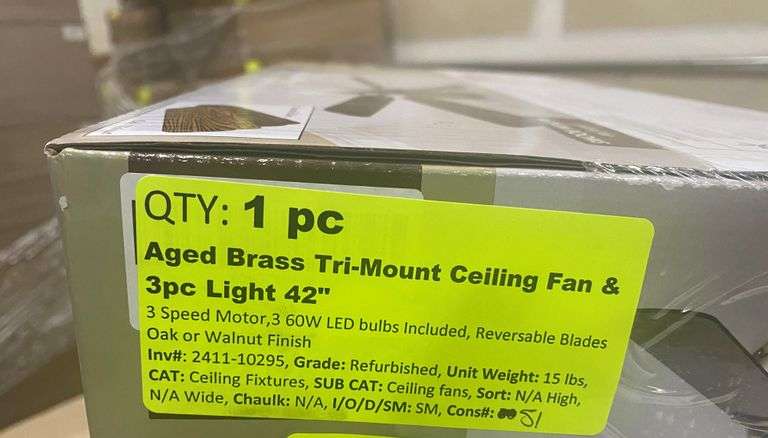 QTY: 1 pc
Aged Brass Tri-Mount Ceiling Fan &
3pc Light 42"
3 Speed Motor,3 60W LED bulbs Included, Reversable Blades
Oak or Walnut Finish
Inv#: 2411-10295, Grade: Refurbished, Unit Weight: 15 lbs,
CAT: Ceiling Fixtures, SUB CAT: Ceiling fans, Sort: N/A High,
N/A Wide, Chaulk: N/A, I/O/D/SM: SM, Cons#: 51